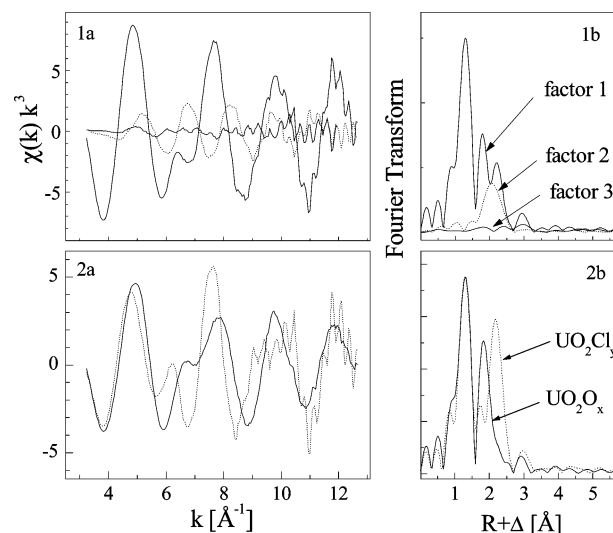 1a
5
0
-5
χ(k) k³
2a
5
0
-5
4 6 8 10 12
k [Å⁻¹]
Fourier Transform
1b
factor 1
factor 2
factor 3
2b
UO₂Clᵧ
UO₂Oₓ
1 2 3 4 5
R+Δ [Å]